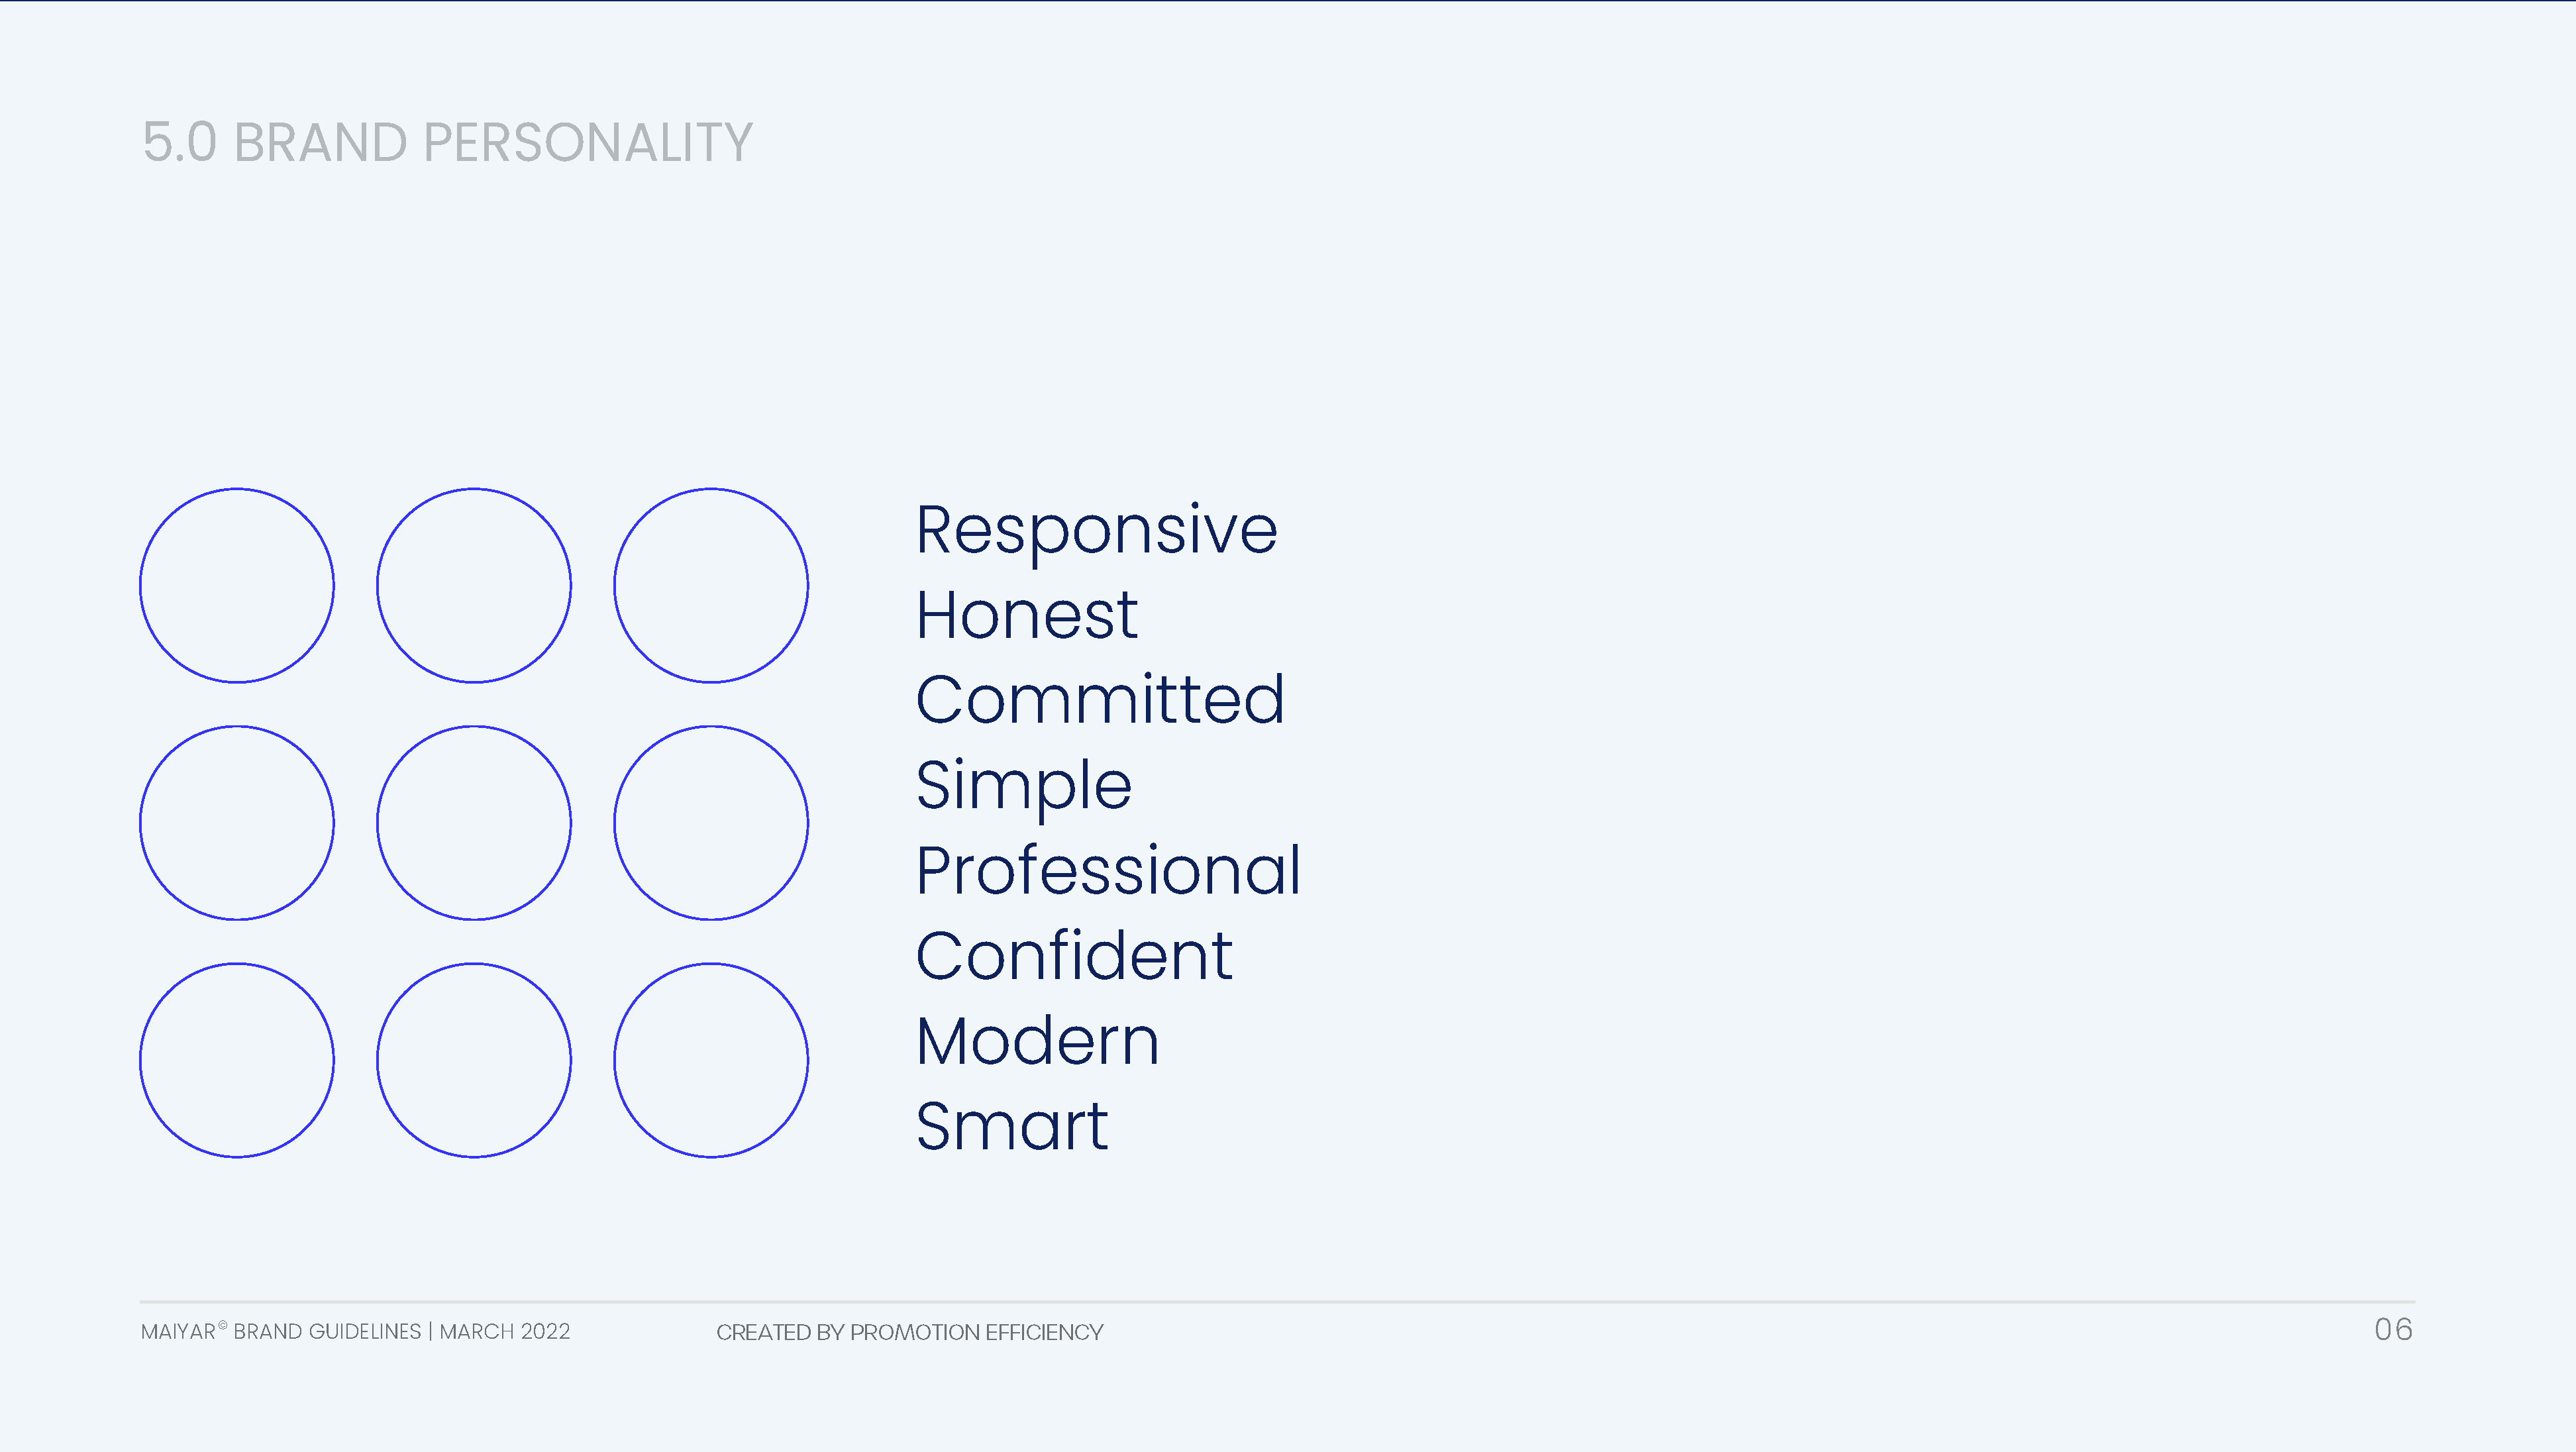 5.0 BRAND PERSONALITY
Responsive
Honest
Committed
Simple
Professional
Confident
Modern
Smart
MAIYAR© BRAND GUIDELINES | MARCH 2022
CREATED BY PROMOTION EFFICIENCY
06